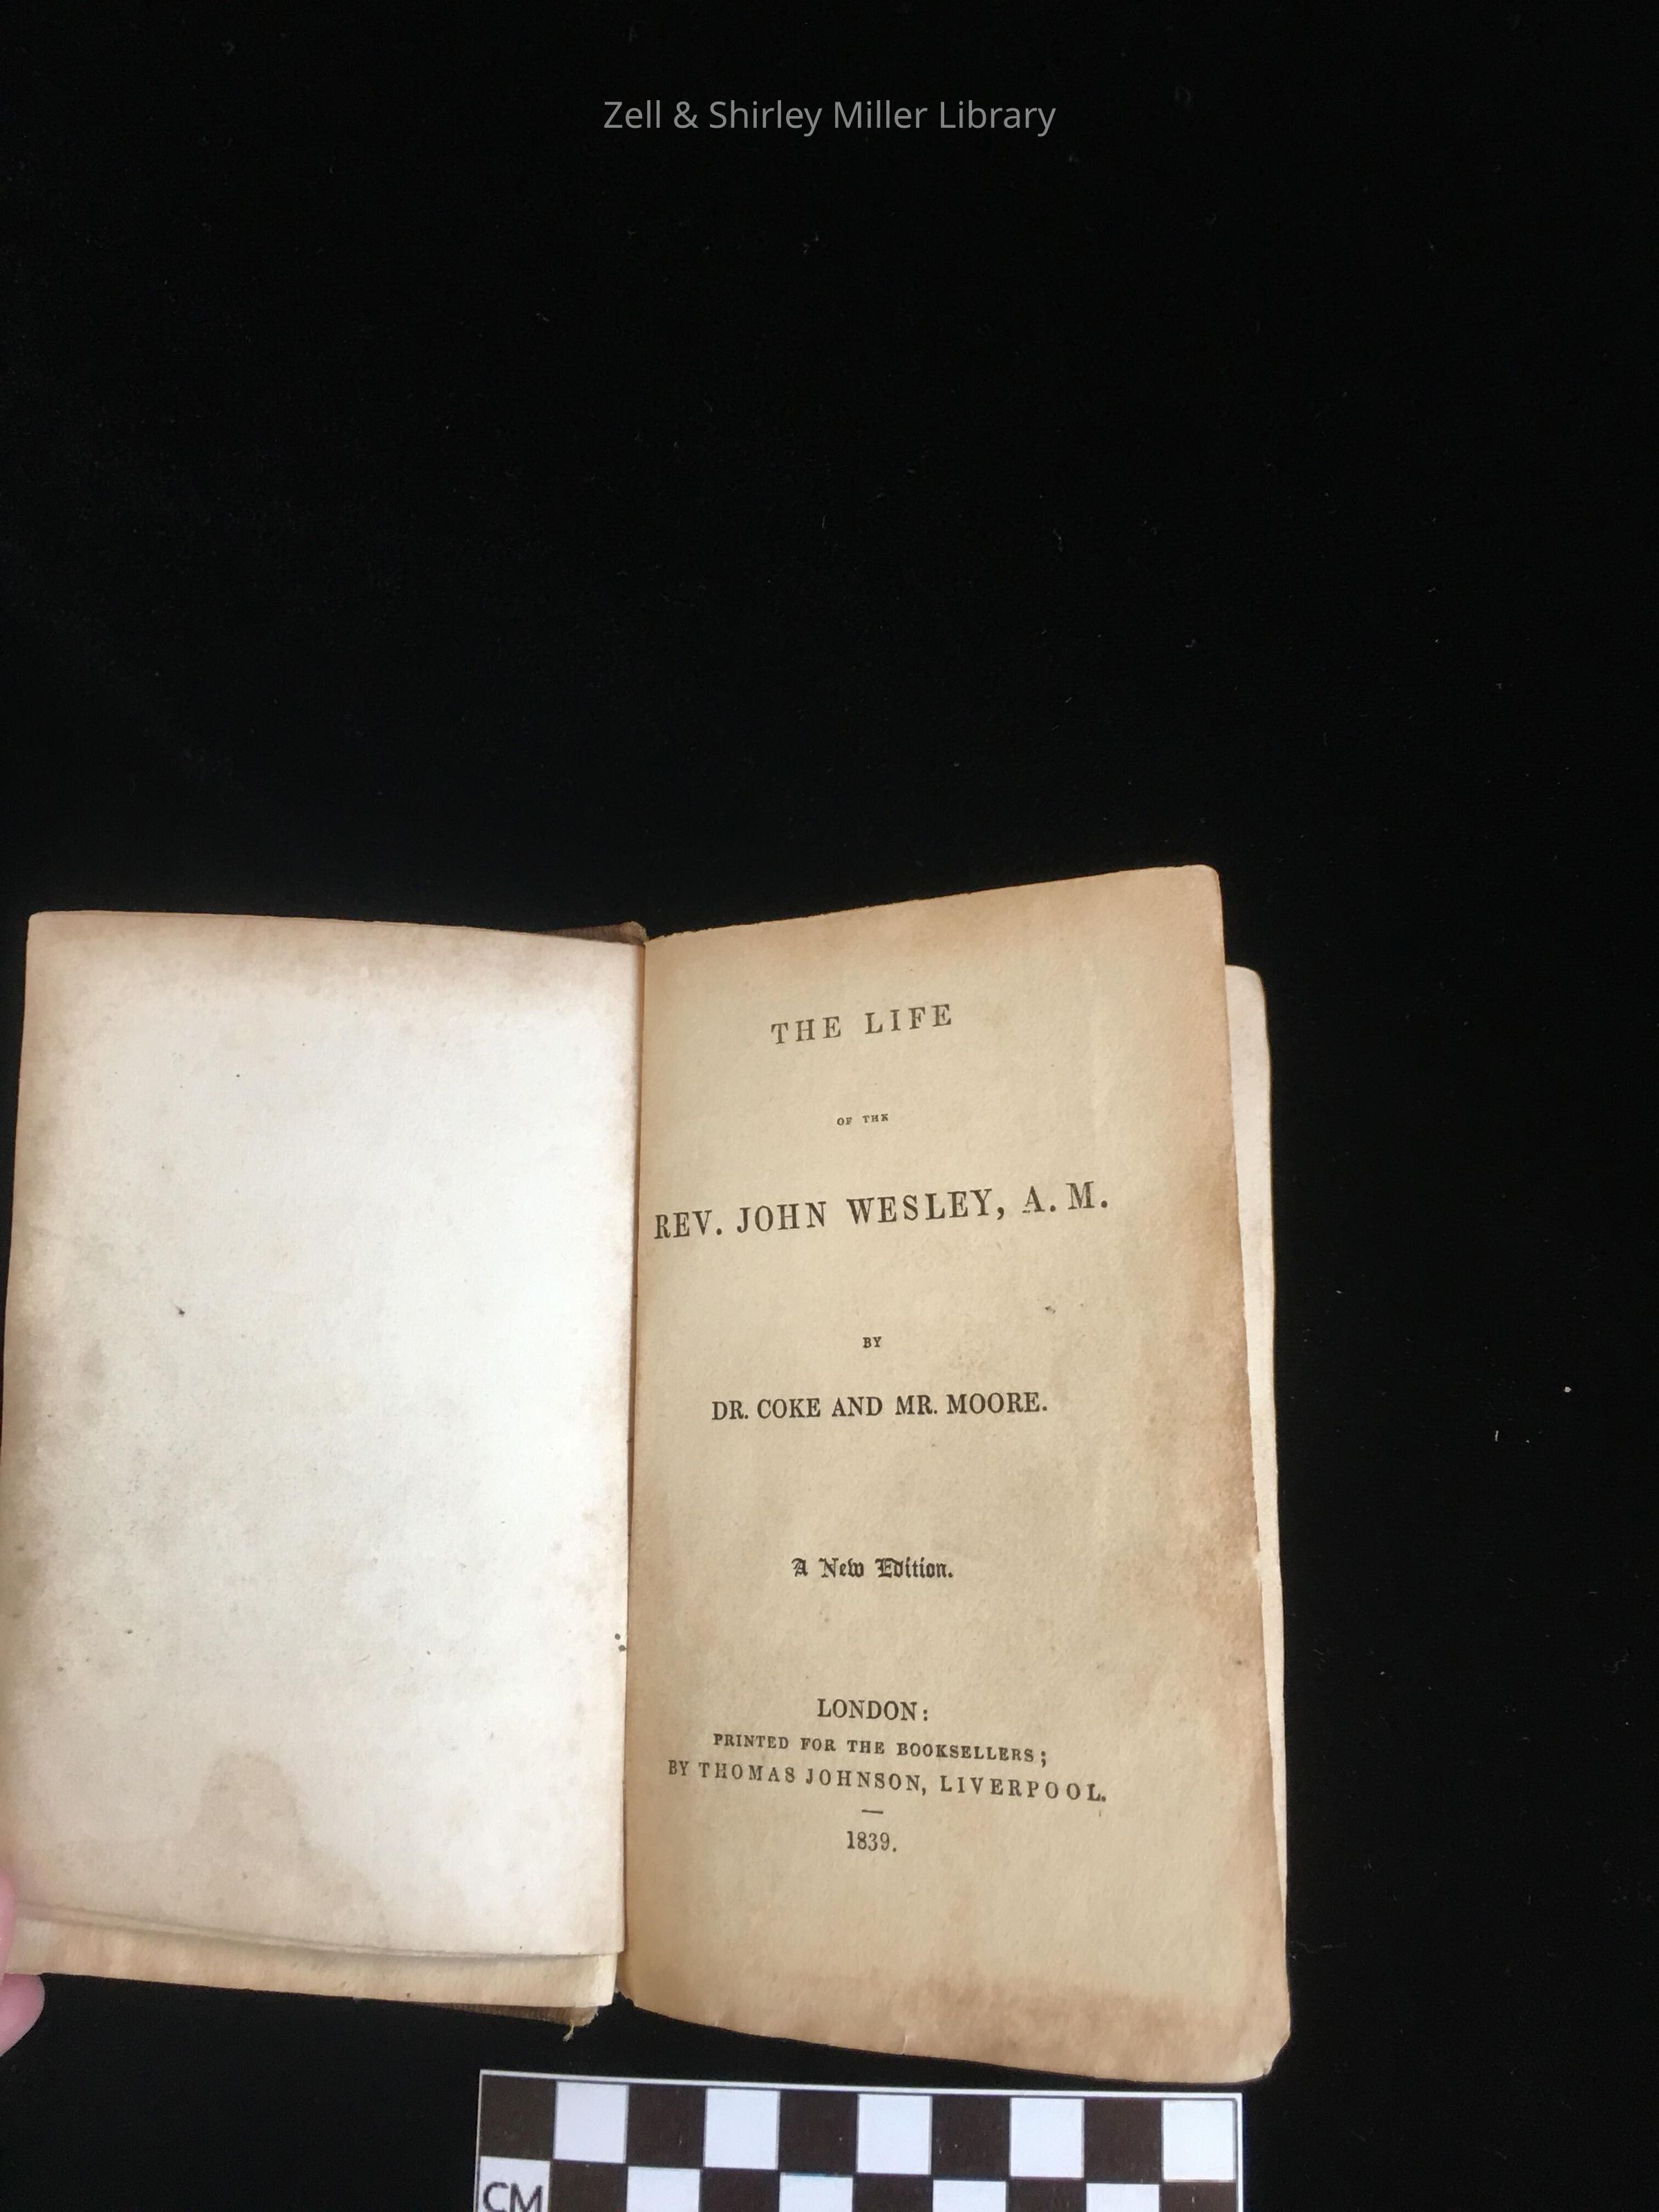 Zell & Shirley Miller Library
THE LIFE
OF THE
REV. JOHN WESLEY, A. M.
BY
DR. COKE AND MR. MOORE.
A New Edition.
LONDON:
PRINTED FOR THE BOOKSELLERS;
BY THOMAS JOHNSON, LIVERPOOL.
1839.
CM